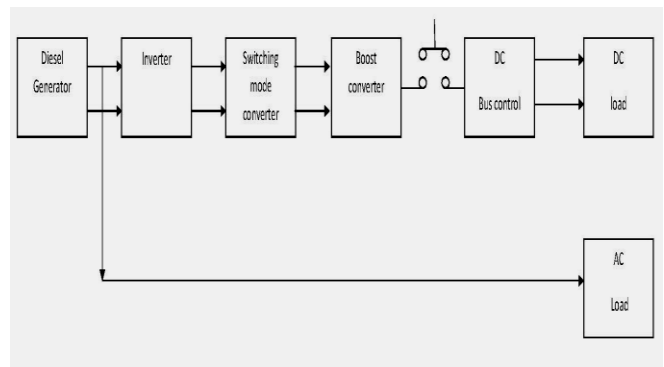 Diesel
Generator
Inverter
Switching
mode
converter
Boost
converter
DC
Bus control
DC
load
AC
Load